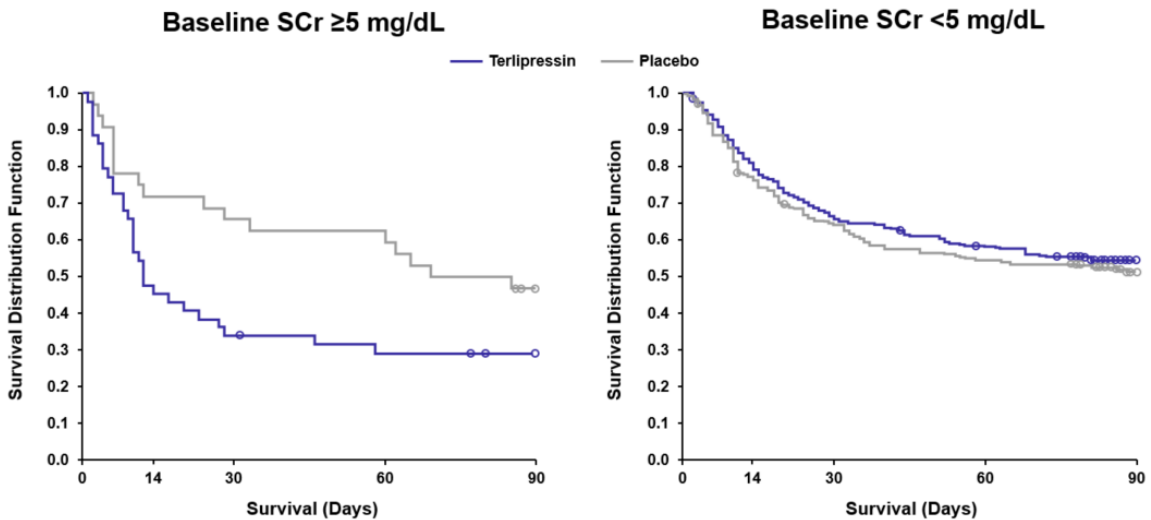 Baseline SCr ≥5 mg/dL
Baseline SCr <5 mg/dL
Terlipressin
Placebo
Survival Distribution Function
1.0
0.9
0.8
0.7
0.6
0.5
0.4
0.3
0.2
0.1
0.0
0 14 30 60 90
Survival (Days)
Survival Distribution Function
1.0
0.9
0.8
0.7
0.6
0.5
0.4
0.3
0.2
0.1
0.0
0 14 30 60 90
Survival (Days)